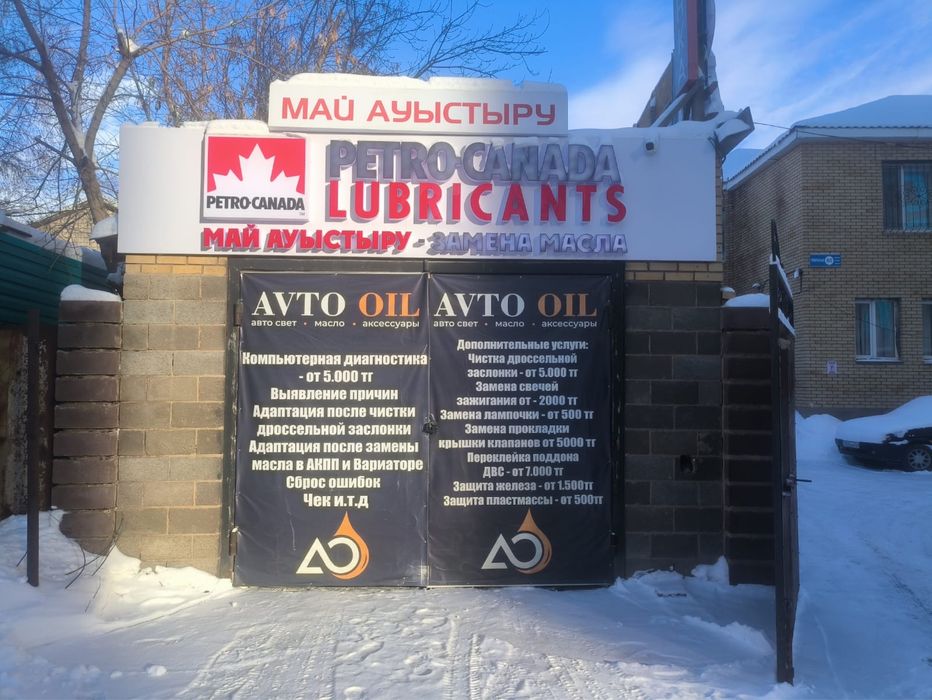 МАЙ АУЫСТЫРУ
PETRO-CANADA
LUBRICANTS
PETRO-CANADA
TM
МАЙ АУЫСТЫРУ - ЗАМЕНА МАСЛА
AVTO OIL
авто свет • масло • аксессуары
Компьютерная диагностика
- от 5.000 тг
Выявление причин
Адаптация после чистки
дроссельной заслонки
Адаптация после замены
масла в АКПП и Вариаторе
Сброс ошибок
Чек и.т.д
AVTO OIL
авто свет • масло • аксессуары
Дополнительные услуги:
Чистка дроссельной
заслонки - от 5.000 тг
Замена свечей
зажигания от - 2000 тг
Замена лампочки - от 500 тг
Замена прокладки
крышки клапанов от 5000 тг
Переклейка поддона
ДВС - от 7.000 тг
Защита железа - от 1.500тг
Защита пластмассы - от 500тг